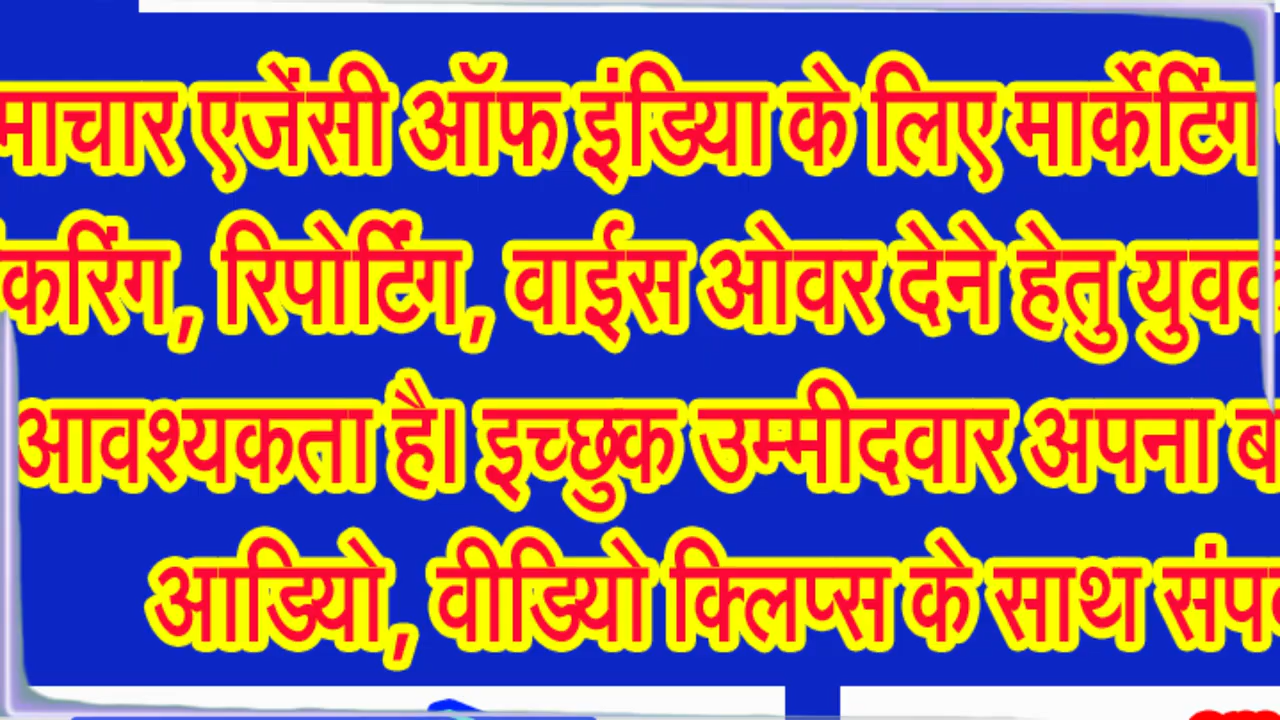 माचार एजेंसी ऑफ इंडिया के लिए मार्केटिंग
करिंग, रिपोर्टिंग, वाईस ओवर देने हेतु युवक
आवश्यकता है। इच्छुक उम्मीदवार अपना
आडियो, वीडियो क्लिप्स के साथ